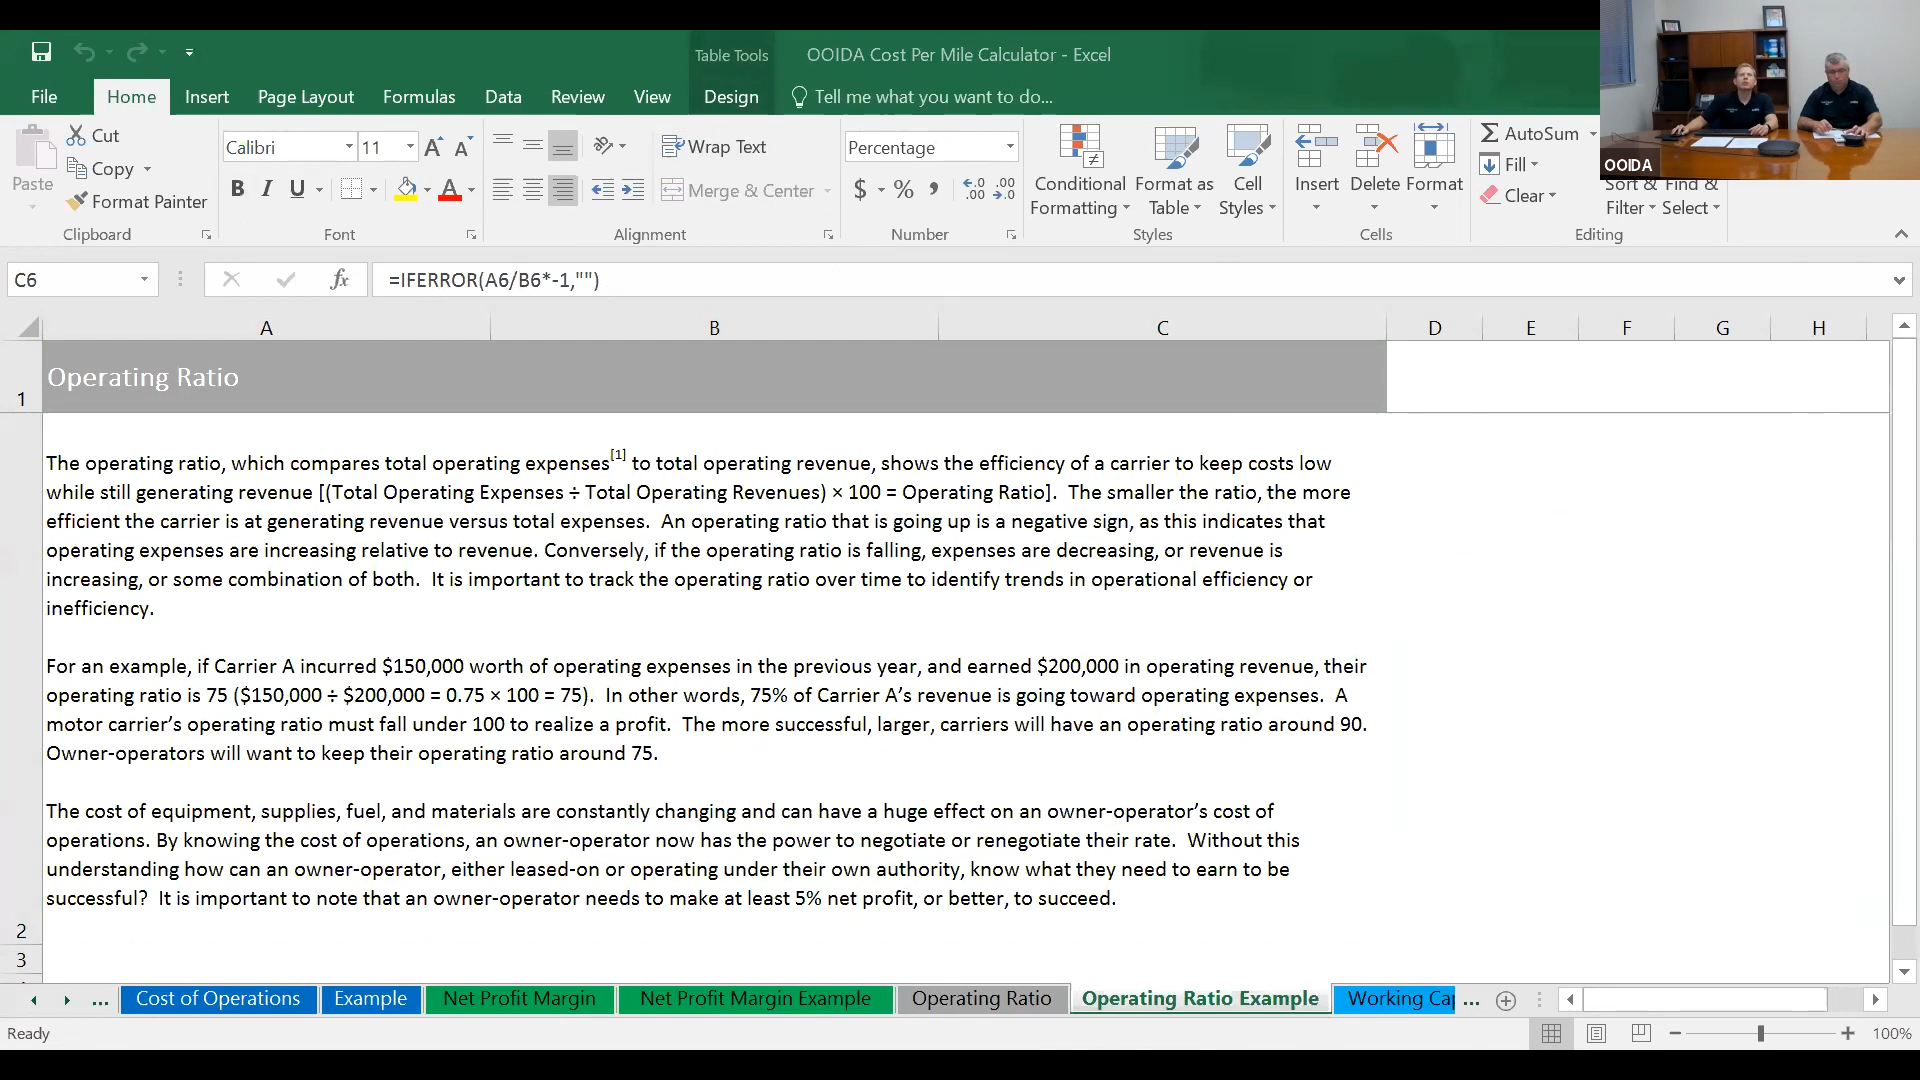 Table Tools
OOIDA Cost Per Mile Calculator - Excel
File Home Insert Page Layout Formulas Data Review View Design Tell me what you want to do...
Paste
Cut
Copy
Format Painter
Clipboard
Calibri 11
B I U
Font
Wrap Text
Merge & Center
Alignment
Percentage
$ % ,
Number
Conditional Formatting
Format as Table
Cell Styles
Styles
Insert Delete Format
Cells
AutoSum
Fill
Clear
Sort & Filter
Find & Select
Editing
OOIDA
C6
fx
=IFERROR(A6/B6*-1,"")
A B C D E F G H
1
Operating Ratio
The operating ratio, which compares total operating expenses[1] to total operating revenue, shows the efficiency of a carrier to keep costs low
while still generating revenue [(Total Operating Expenses ÷ Total Operating Revenues) × 100 = Operating Ratio]. The smaller the ratio, the more
efficient the carrier is at generating revenue versus total expenses. An operating ratio that is going up is a negative sign, as this indicates that
operating expenses are increasing relative to revenue. Conversely, if the operating ratio is falling, expenses are decreasing, or revenue is
increasing, or some combination of both. It is important to track the operating ratio over time to identify trends in operational efficiency or
inefficiency.
For an example, if Carrier A incurred $150,000 worth of operating expenses in the previous year, and earned $200,000 in operating revenue, their
operating ratio is 75 ($150,000 ÷ $200,000 = 0.75 × 100 = 75). In other words, 75% of Carrier A’s revenue is going toward operating expenses. A
motor carrier’s operating ratio must fall under 100 to realize a profit. The more successful, larger, carriers will have an operating ratio around 90.
Owner-operators will want to keep their operating ratio around 75.
The cost of equipment, supplies, fuel, and materials are constantly changing and can have a huge effect on an owner-operator’s cost of
operations. By knowing the cost of operations, an owner-operator now has the power to negotiate or renegotiate their rate. Without this
understanding how can an owner-operator, either leased-on or operating under their own authority, know what they need to earn to be
successful? It is important to note that an owner-operator needs to make at least 5% net profit, or better, to succeed.
2
3
... Cost of Operations Example Net Profit Margin Net Profit Margin Example Operating Ratio Operating Ratio Example Working Cap ...
Ready
100%